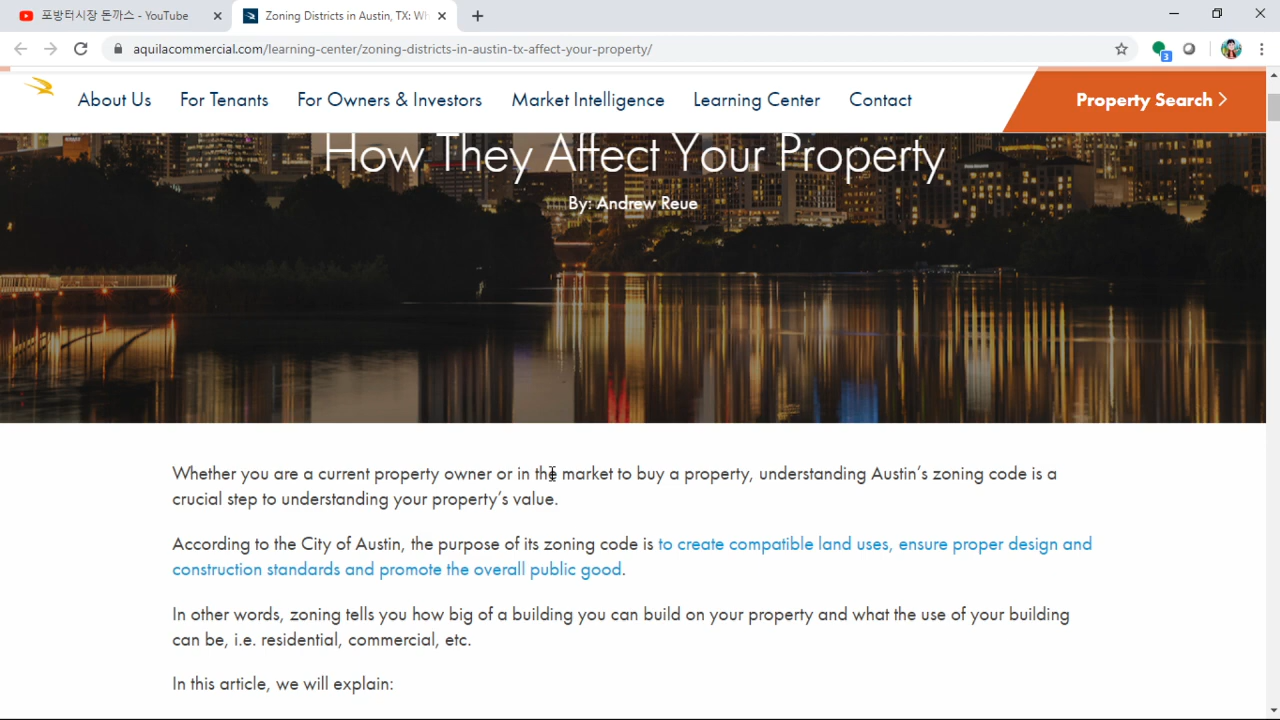 포방터시장 돈까스 - YouTube
Zoning Districts in Austin, TX: Wh
aquilacommercial.com/learning-center/zoning-districts-in-austin-tx-affect-your-property/
3
About Us For Tenants For Owners & Investors Market Intelligence Learning Center Contact Property Search
How They Affect Your Property
By: Andrew Reue
Whether you are a current property owner or in the market to buy a property, understanding Austin's zoning code is a
crucial step to understanding your property's value.
According to the City of Austin, the purpose of its zoning code is to create compatible land uses, ensure proper design and
construction standards and promote the overall public good.
In other words, zoning tells you how big of a building you can build on your property and what the use of your building
can be, i.e. residential, commercial, etc.
In this article, we will explain: